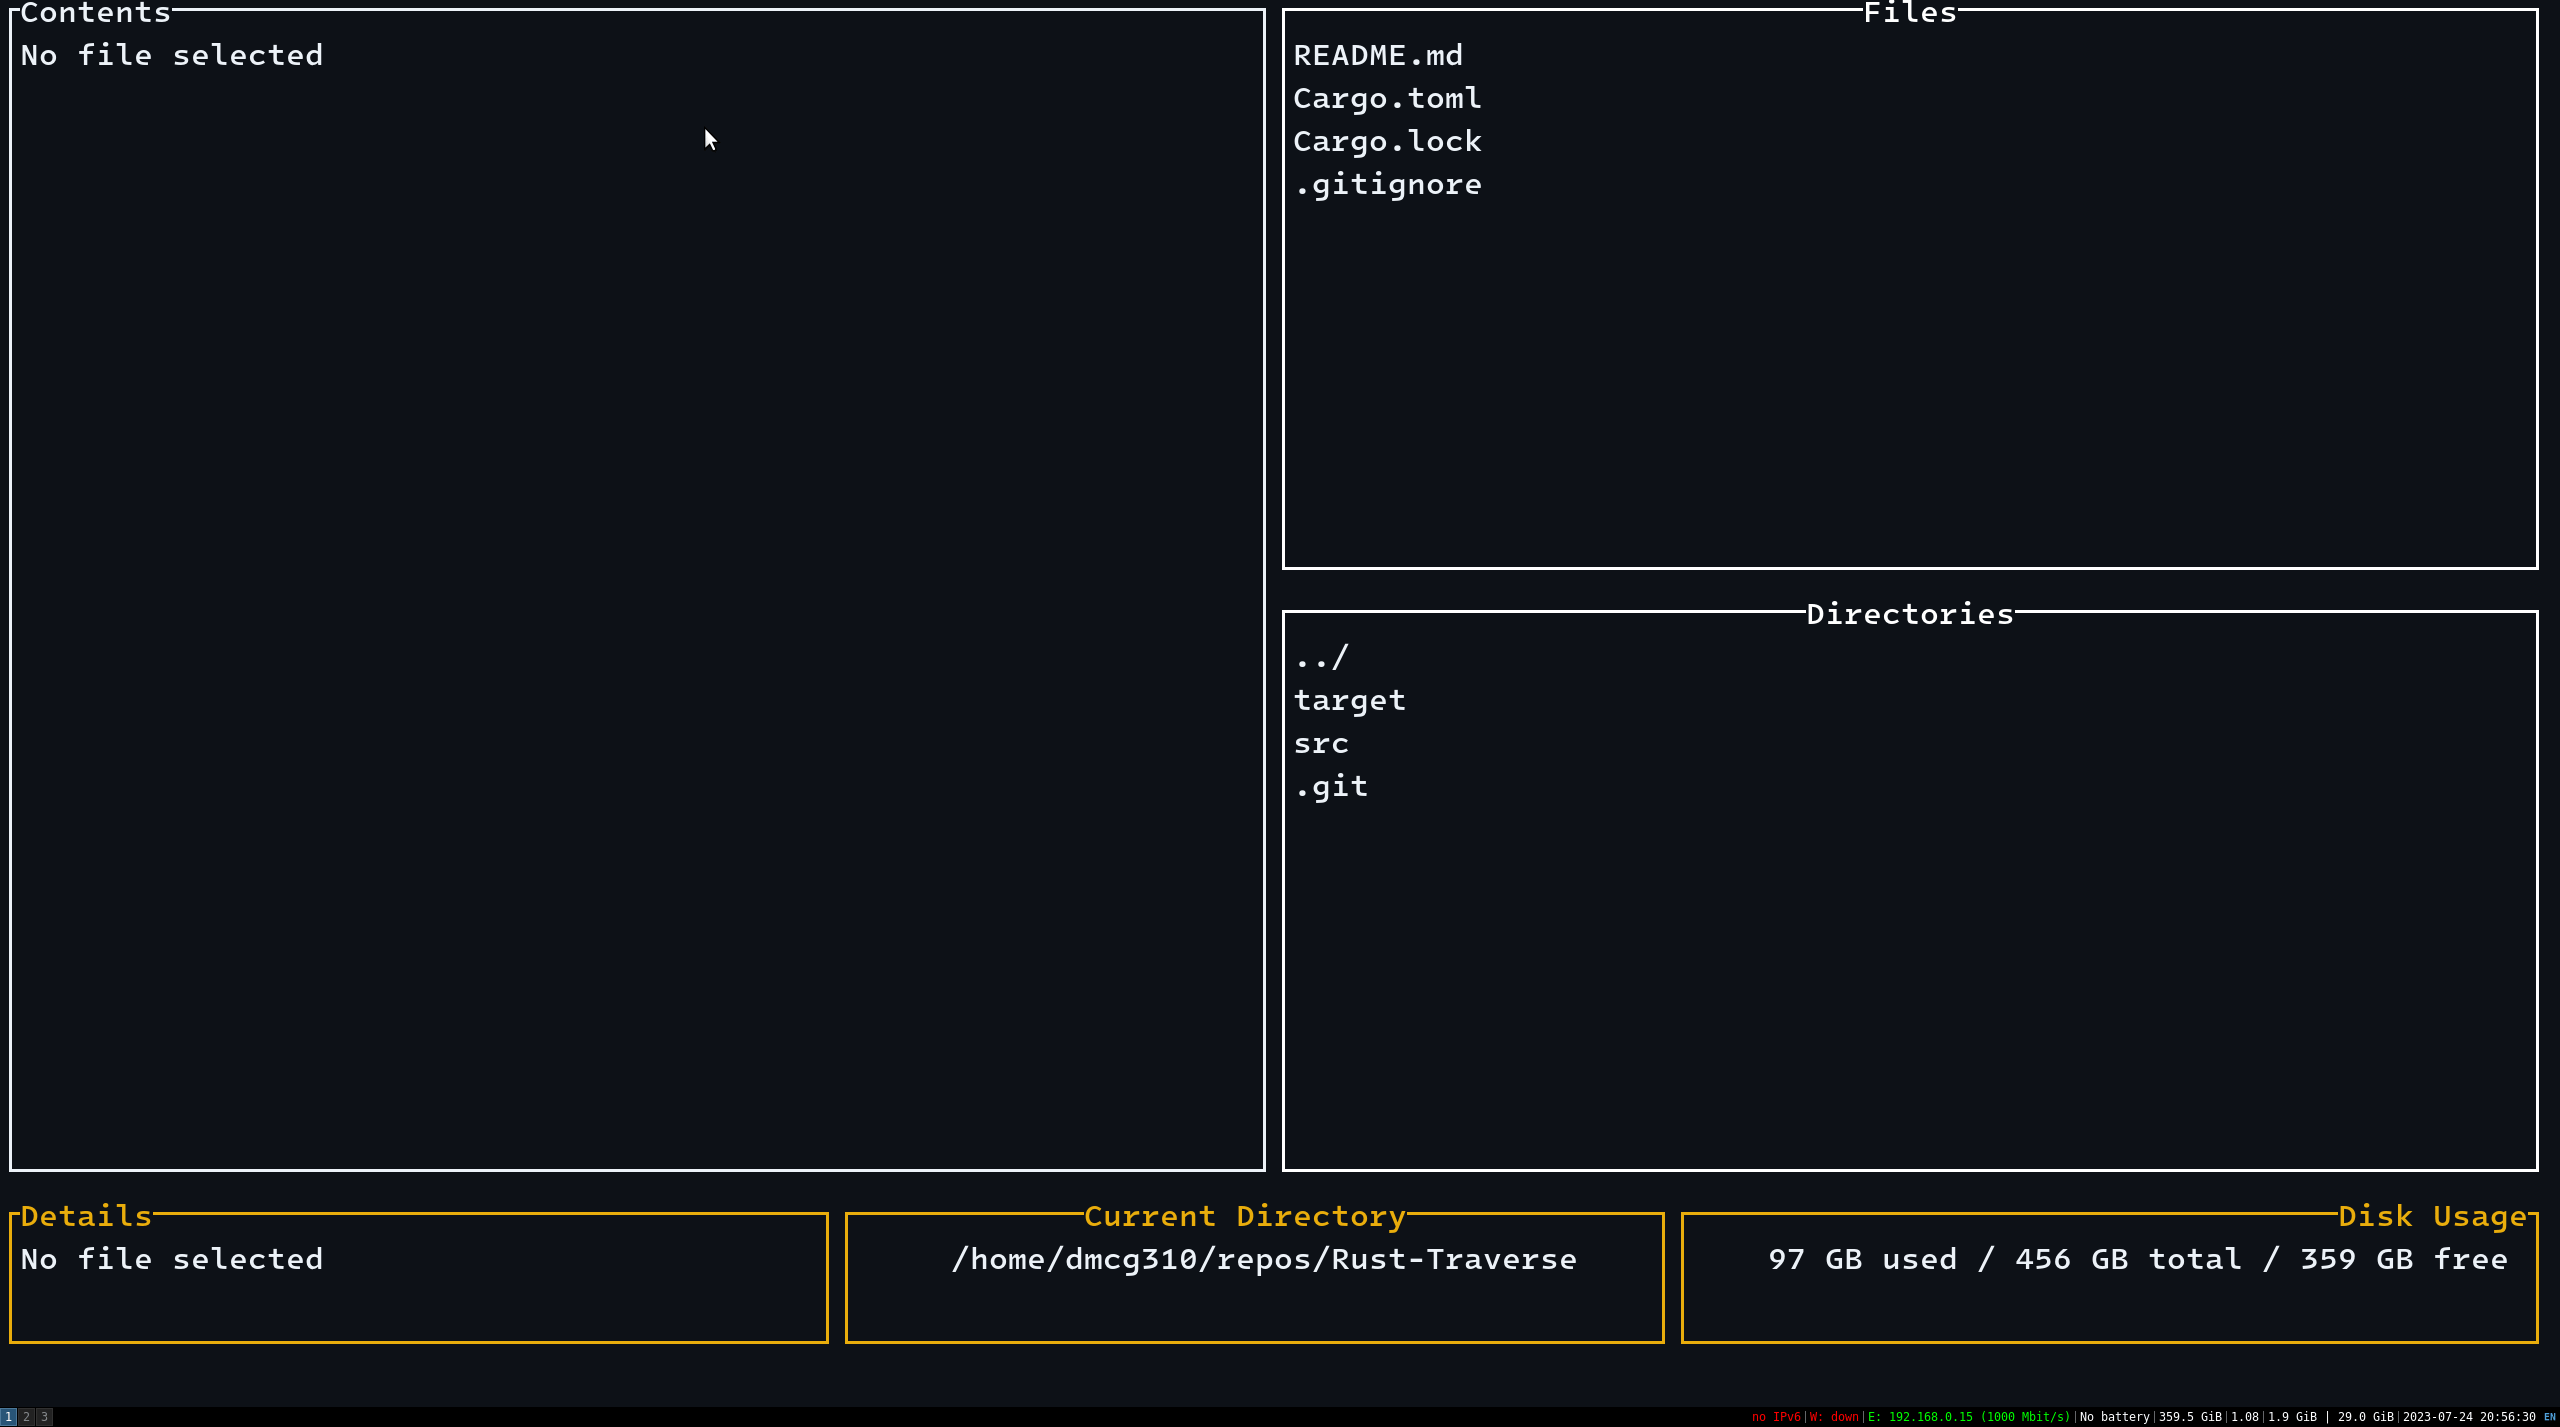 Contents
No file selected
Files
README.md
Cargo.toml
Cargo.lock
.gitignore
Directories
../
target
src
.git
Details
No file selected
Current Directory
/home/dmcg310/repos/Rust-Traverse
Disk Usage
97 GB used / 456 GB total / 359 GB free
1 2 3
no IPv6|W: down|E: 192.168.0.15 (1000 Mbit/s)|No battery|359.5 GiB|1.08|1.9 GiB | 29.0 GiB|2023-07-24 20:56:30 EN